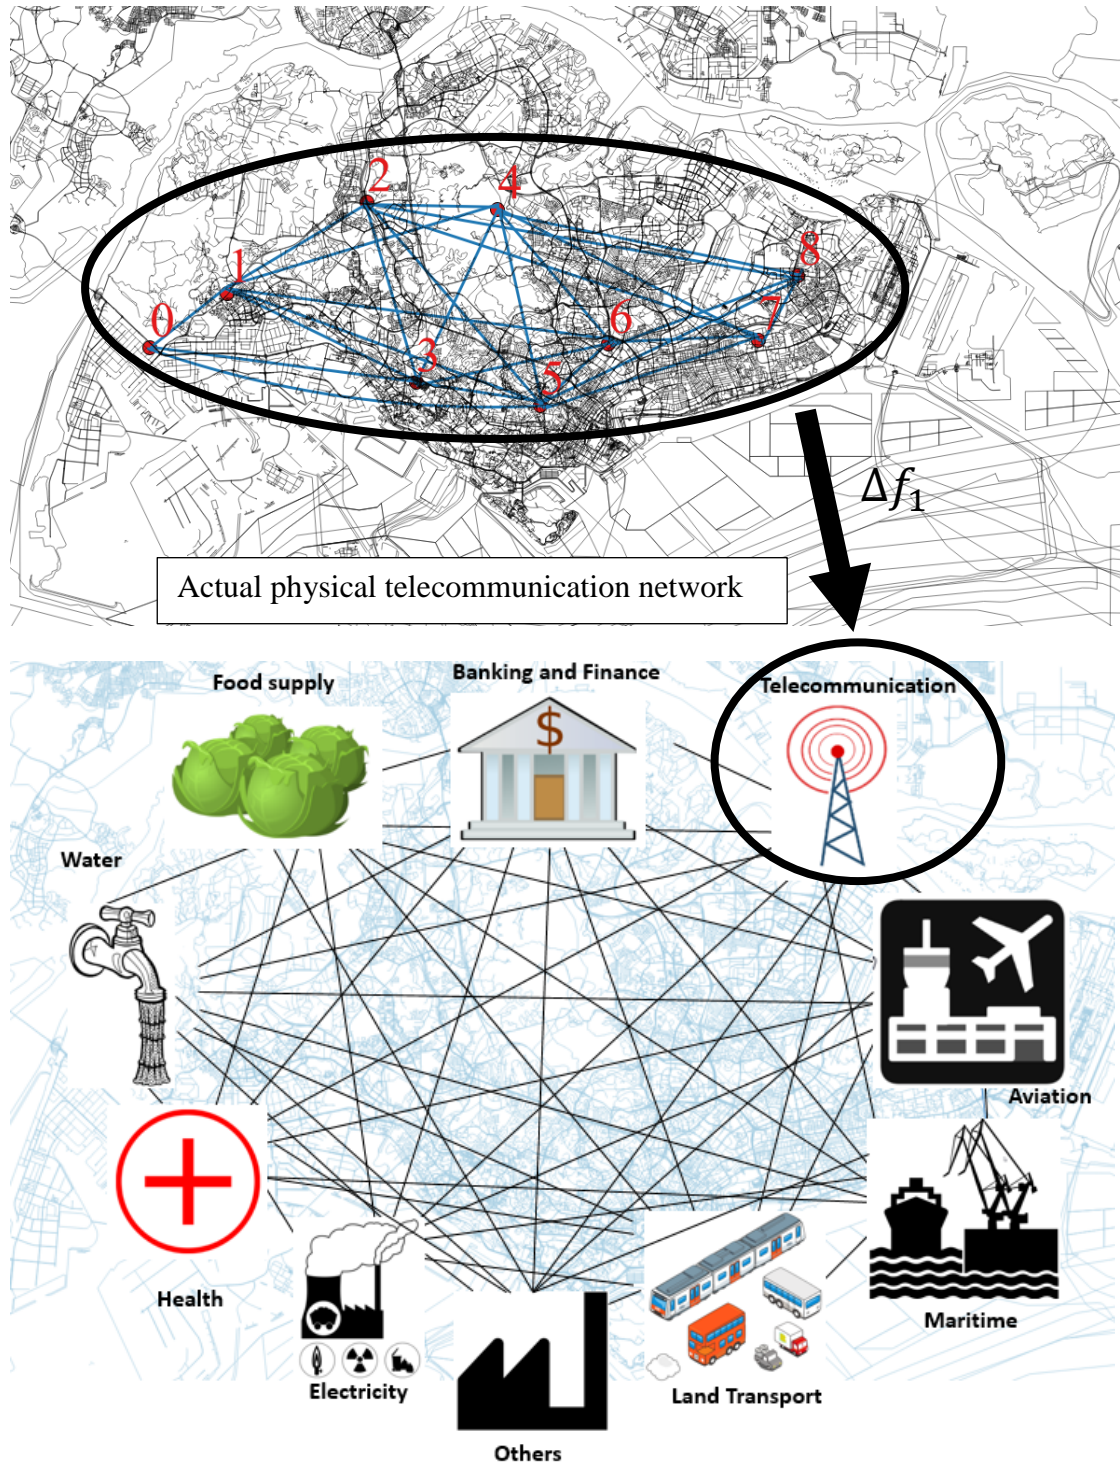 2
4
8
1
7
0
6
3
5
Δf₁
Actual physical telecommunication network
Banking and Finance
Food supply
Telecommunication
$
Water
Aviation
Health
Maritime
Electricity
Land Transport
Others